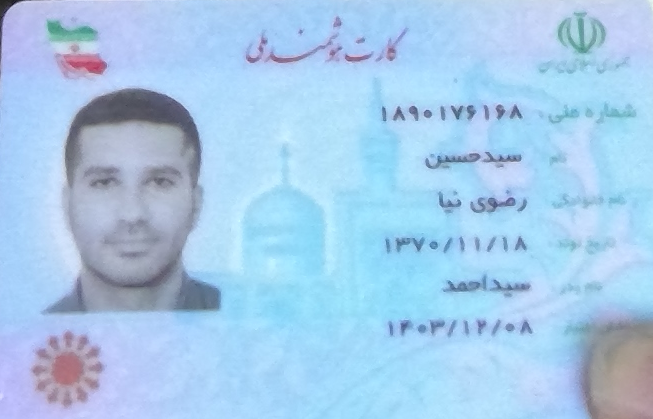 کارت هوشمند ملی
جمهوری اسلامی ایران
شماره ملی: ۱۸۹۰۱۷۶۱۶۸
نام سیدحسین
نام خانوادگی رضوی نیا
تاریخ تولد: ۱۳۷۰/۱۱/۱۸
نام پدر: سیداحمد
۱۴۰۳/۱۲/۰۸